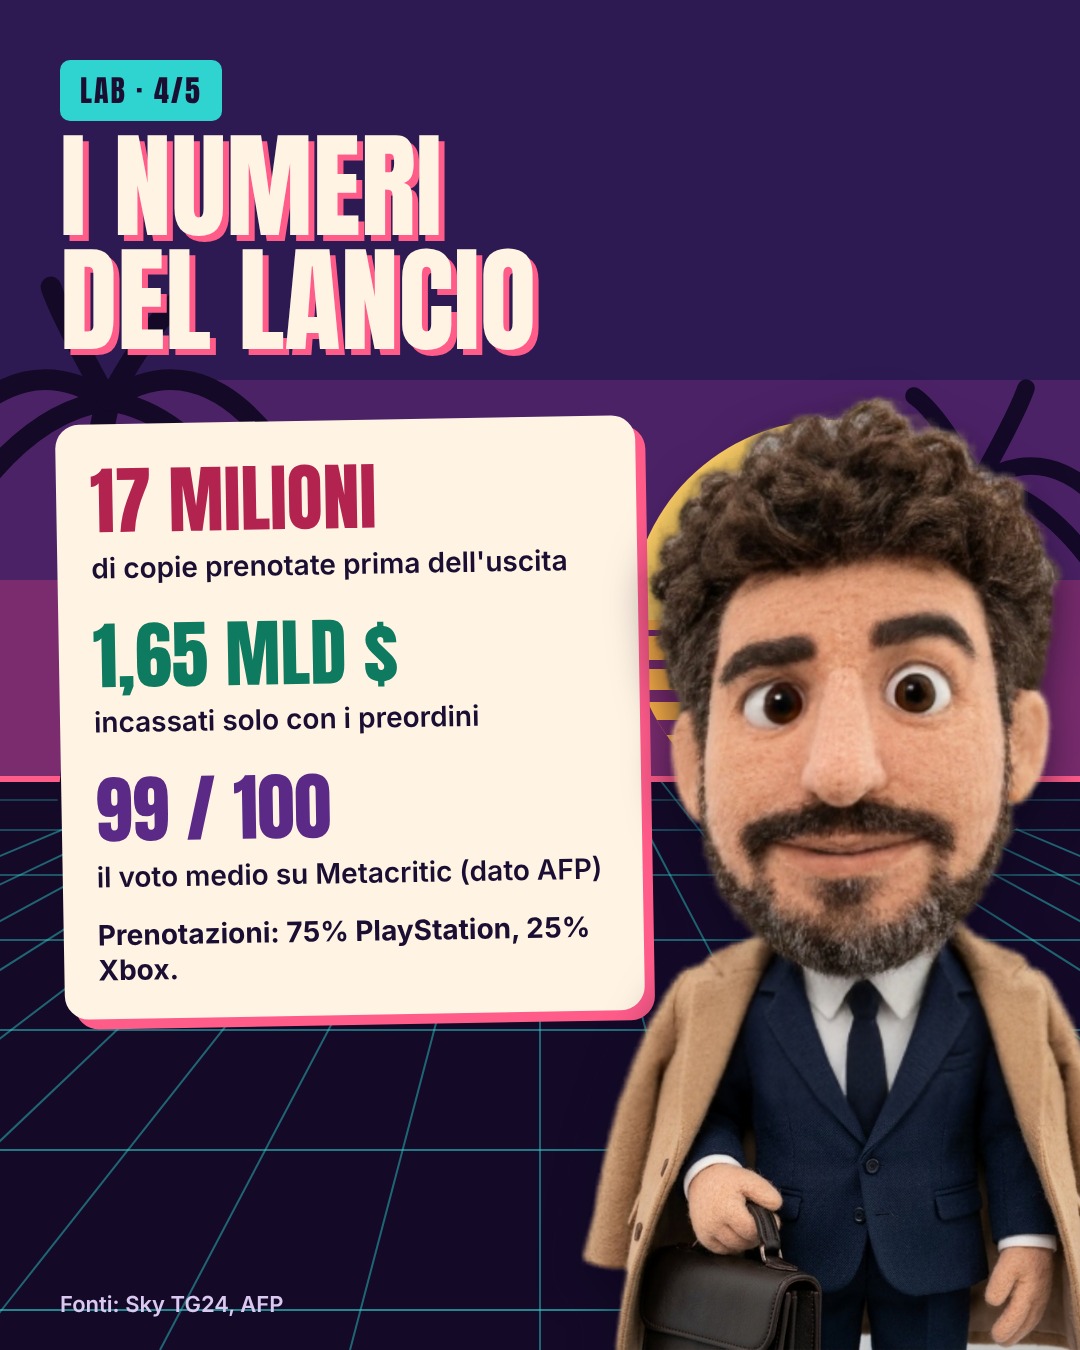 LAB · 4/5
I NUMERI
DEL LANCIO
17 MILIONI
di copie prenotate prima dell'uscita
1,65 MLD $
incassati solo con i preordini
99 / 100
il voto medio su Metacritic (dato AFP)
Prenotazioni: 75% PlayStation, 25%
Xbox.
Fonti: Sky TG24, AFP